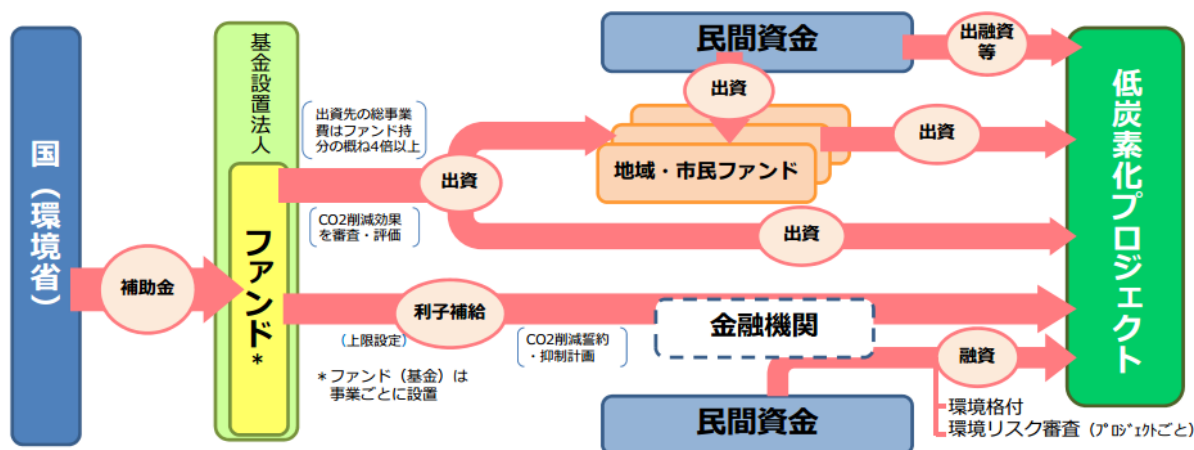 国（環境省）
補助金
基金設置法人
ファンド*
出資先の総事業
費はファンド持
分の概ね4倍以上
出資
CO2削減効果
を審査・評価
民間資金
出資
出融資
等
地域・市民ファンド
出資
出資
利子補給
（上限設定）
CO2削減誓約
・抑制計画
金融機関
融資
＊ファンド（基金）は
事業ごとに設置
民間資金
環境格付
環境リスク審査（ﾌﾟﾛｼﾞｪｸﾄごと）
低炭素化プロジェクト